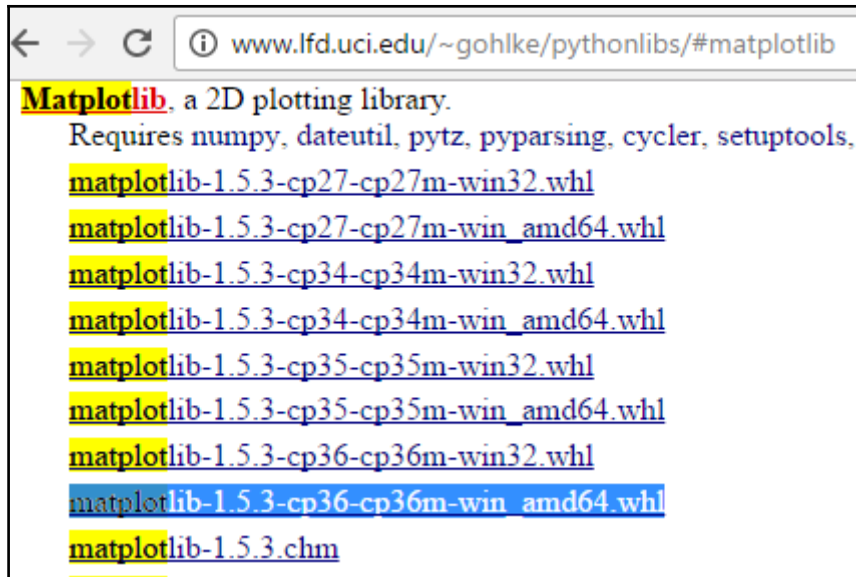 www.lfd.uci.edu/~gohlke/pythonlibs/#matplotlib
Matplotlib, a 2D plotting library.
Requires numpy, dateutil, pytz, pyparsing, cycler, setuptools,
matplotlib-1.5.3-cp27-cp27m-win32.whl
matplotlib-1.5.3-cp27-cp27m-win_amd64.whl
matplotlib-1.5.3-cp34-cp34m-win32.whl
matplotlib-1.5.3-cp34-cp34m-win_amd64.whl
matplotlib-1.5.3-cp35-cp35m-win32.whl
matplotlib-1.5.3-cp35-cp35m-win_amd64.whl
matplotlib-1.5.3-cp36-cp36m-win32.whl
matplotlib-1.5.3-cp36-cp36m-win_amd64.whl
matplotlib-1.5.3.chm